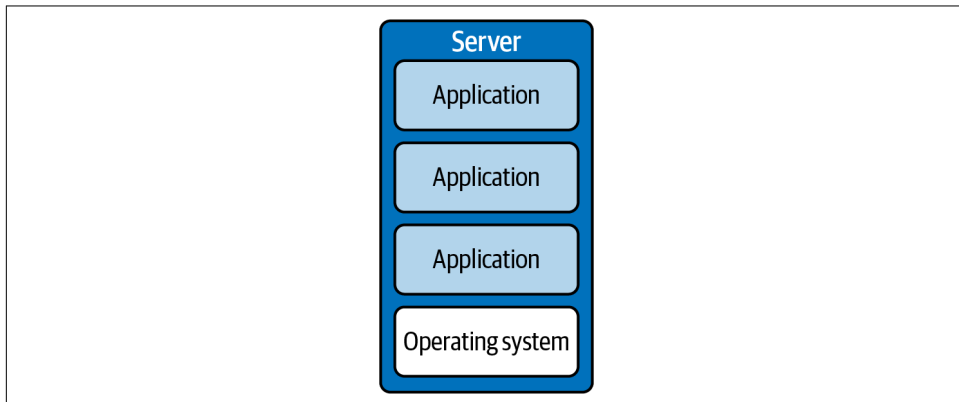 Server
Application
Application
Application
Operating system